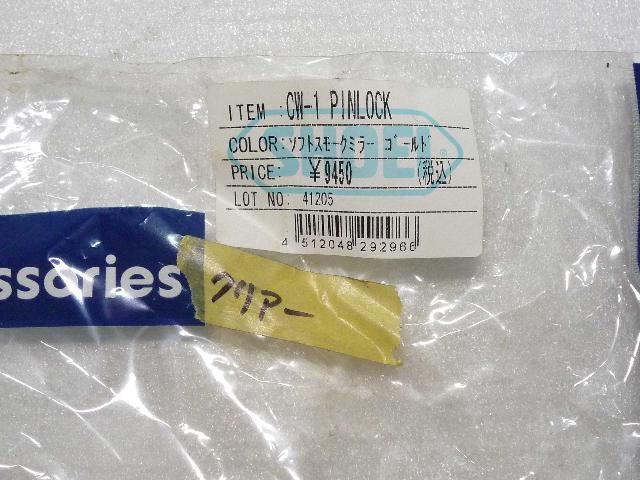 ITEM :CW-1 PINLOCK
SHOEI
COLOR:ソフトスモークミラー ゴールド
PRICE: ¥9450 (税込)
LOT NO: 41205
4 512048 292966
ssories
クリアー